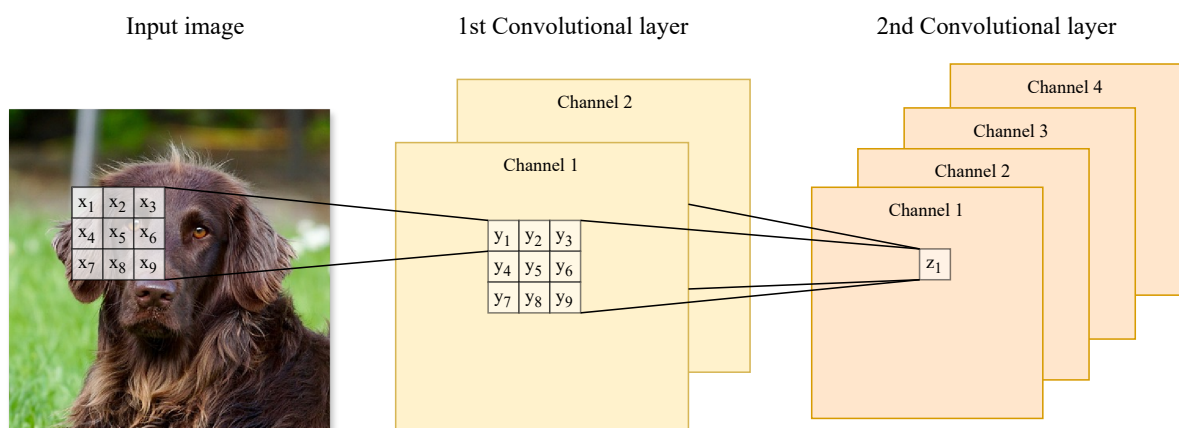 Input image
1st Convolutional layer
2nd Convolutional layer
x₁ x₂ x₃
x₄ x₅ x₆
x₇ x₈ x₉
Channel 2
Channel 1
y₁ y₂ y₃
y₄ y₅ y₆
y₇ y₈ y₉
Channel 4
Channel 3
Channel 2
Channel 1
z₁